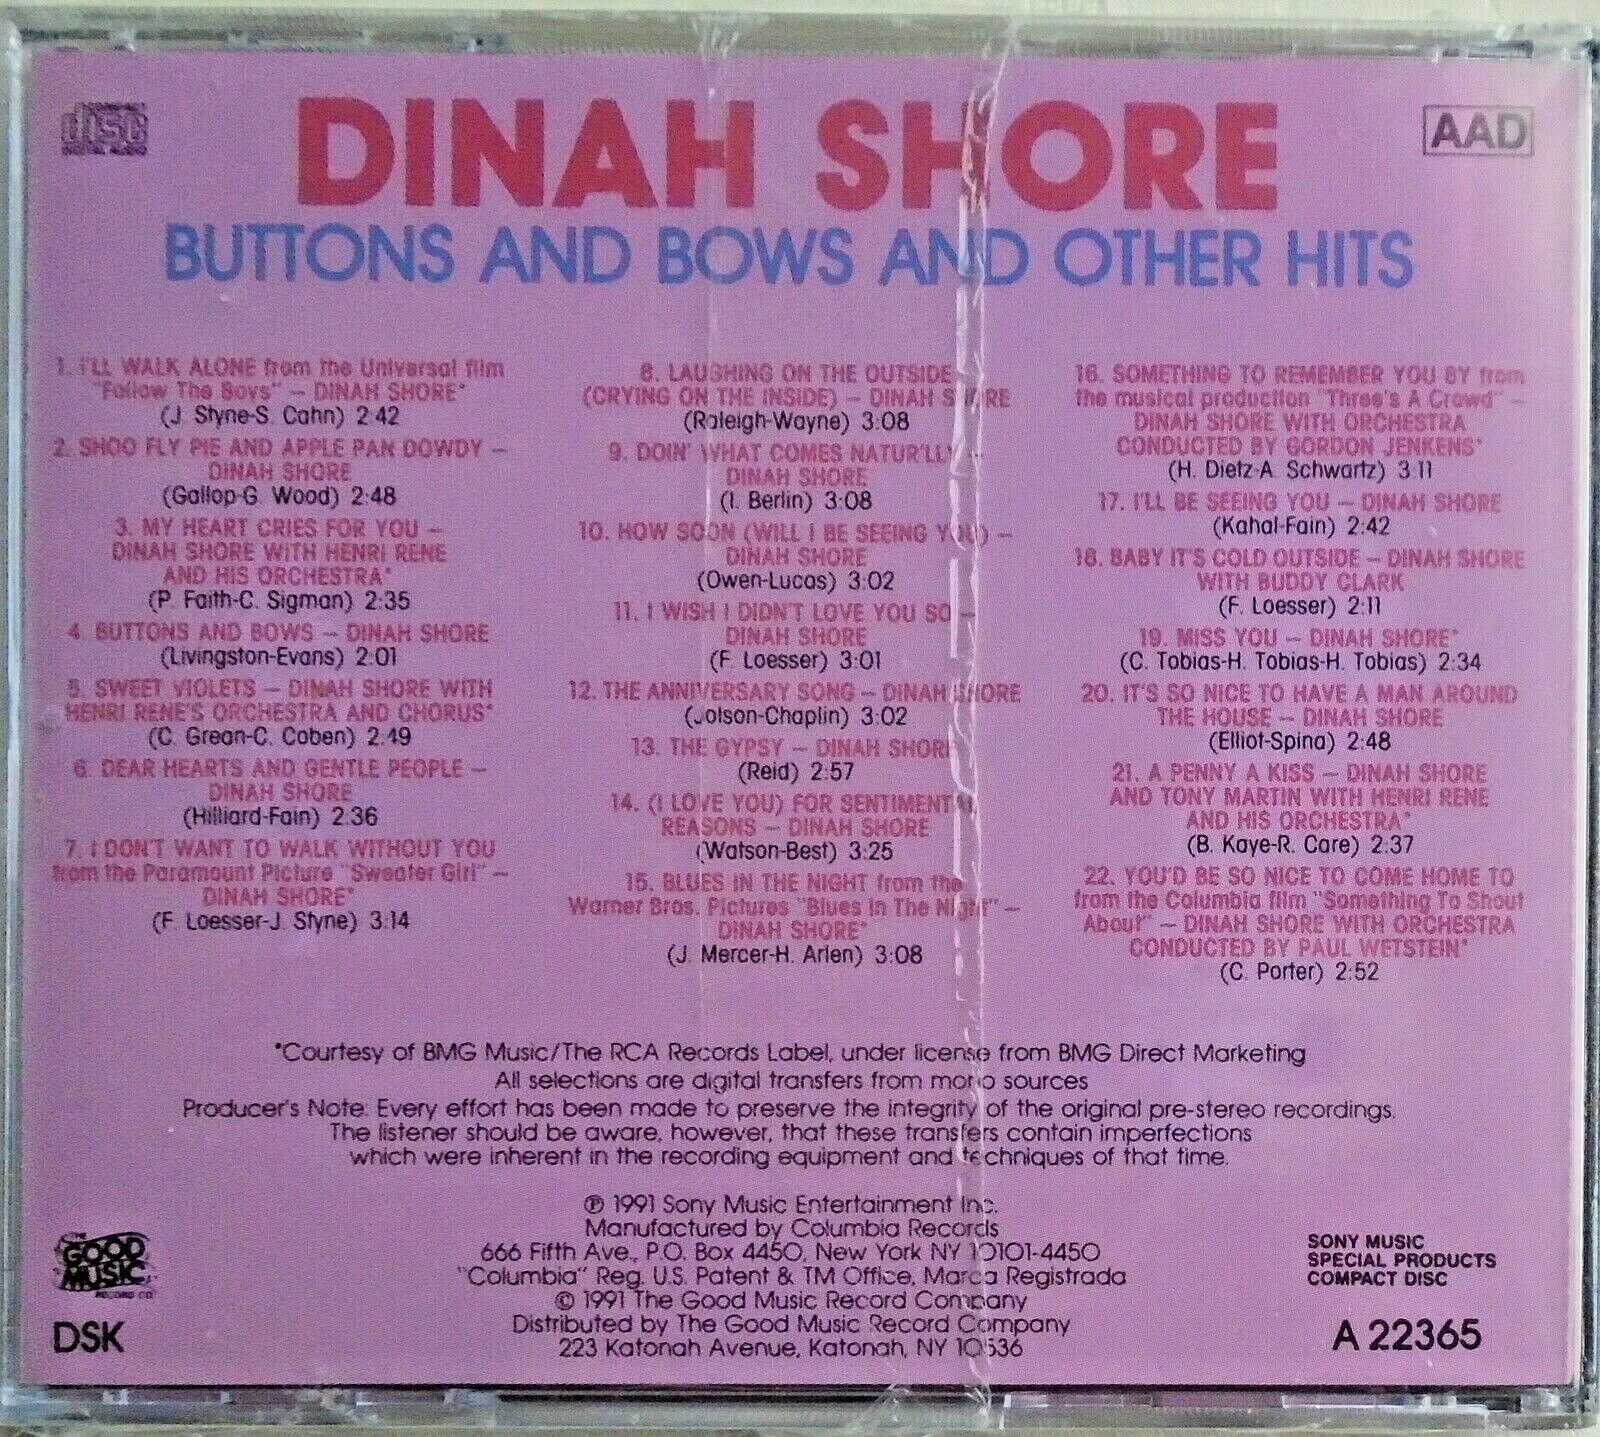 COMPACT
disc
DIGITAL AUDIO
AAD
DINAH SHORE
BUTTONS AND BOWS AND OTHER HITS
1. I'LL WALK ALONE from the Universal film
"Follow The Boys" – DINAH SHORE*
(J. Styne-S. Cahn) 2:42
2. SHOO FLY PIE AND APPLE PAN DOWDY –
DINAH SHORE
(Gallop-G. Wood) 2:48
3. MY HEART CRIES FOR YOU –
DINAH SHORE WITH HENRI RENE
AND HIS ORCHESTRA*
(P. Faith-C. Sigman) 2:35
4. BUTTONS AND BOWS – DINAH SHORE
(Livingston-Evans) 2:01
5. SWEET VIOLETS – DINAH SHORE WITH
HENRI RENE'S ORCHESTRA AND CHORUS*
(C. Grean-C. Coben) 2:49
6. DEAR HEARTS AND GENTLE PEOPLE –
DINAH SHORE
(Hilliard-Fain) 2:36
7. I DON'T WANT TO WALK WITHOUT YOU
from the Paramount Picture "Sweater Girl" –
DINAH SHORE*
(F. Loesser-J. Styne) 3:14
8. LAUGHING ON THE OUTSIDE
(CRYING ON THE INSIDE) – DINAH SHORE
(Raleigh-Wayne) 3:08
9. DOIN' WHAT COMES NATUR'LLY –
DINAH SHORE
(I. Berlin) 3:08
10. HOW SOON (WILL I BE SEEING YOU) –
DINAH SHORE
(Owen-Lucas) 3:02
11. I WISH I DIDN'T LOVE YOU SO –
DINAH SHORE
(F. Loesser) 3:01
12. THE ANNIVERSARY SONG – DINAH SHORE
(Jolson-Chaplin) 3:02
13. THE GYPSY – DINAH SHORE
(Reid) 2:57
14. (I LOVE YOU) FOR SENTIMENTAL
REASONS – DINAH SHORE
(Watson-Best) 3:25
15. BLUES IN THE NIGHT from the
Warner Bros. Pictures "Blues In The Night" –
DINAH SHORE*
(J. Mercer-H. Arlen) 3:08
16. SOMETHING TO REMEMBER YOU BY from
the musical production "Three's A Crowd" –
DINAH SHORE WITH ORCHESTRA
CONDUCTED BY GORDON JENKENS*
(H. Dietz-A. Schwartz) 3:11
17. I'LL BE SEEING YOU – DINAH SHORE
(Kahal-Fain) 2:42
18. BABY IT'S COLD OUTSIDE – DINAH SHORE
WITH BUDDY CLARK
(F. Loesser) 2:11
19. MISS YOU – DINAH SHORE*
(C. Tobias-H. Tobias-H. Tobias) 2:34
20. IT'S SO NICE TO HAVE A MAN AROUND
THE HOUSE – DINAH SHORE
(Elliot-Spina) 2:48
21. A PENNY A KISS – DINAH SHORE
AND TONY MARTIN WITH HENRI RENE
AND HIS ORCHESTRA*
(B. Kaye-R. Care) 2:37
22. YOU'D BE SO NICE TO COME HOME TO
from the Columbia film "Something To Shout
About" – DINAH SHORE WITH ORCHESTRA
CONDUCTED BY PAUL WETSTEIN*
(C. Porter) 2:52
*Courtesy of BMG Music/The RCA Records Label, under license from BMG Direct Marketing
All selections are digital transfers from mono sources
Producer's Note: Every effort has been made to preserve the integrity of the original pre-stereo recordings.
The listener should be aware, however, that these transfers contain imperfections
which were inherent in the recording equipment and techniques of that time.
℗ 1991 Sony Music Entertainment Inc.
Manufactured by Columbia Records
666 Fifth Ave., P.O. Box 4450, New York NY 10101-4450
"Columbia" Reg. U.S. Patent & TM Office, Marca Registrada
© 1991 The Good Music Record Company
Distributed by The Good Music Record Company
223 Katonah Avenue, Katonah, NY 10536
THE
GOOD
MUSIC
RECORD CO.
DSK
SONY MUSIC
SPECIAL PRODUCTS
COMPACT DISC
A 22365